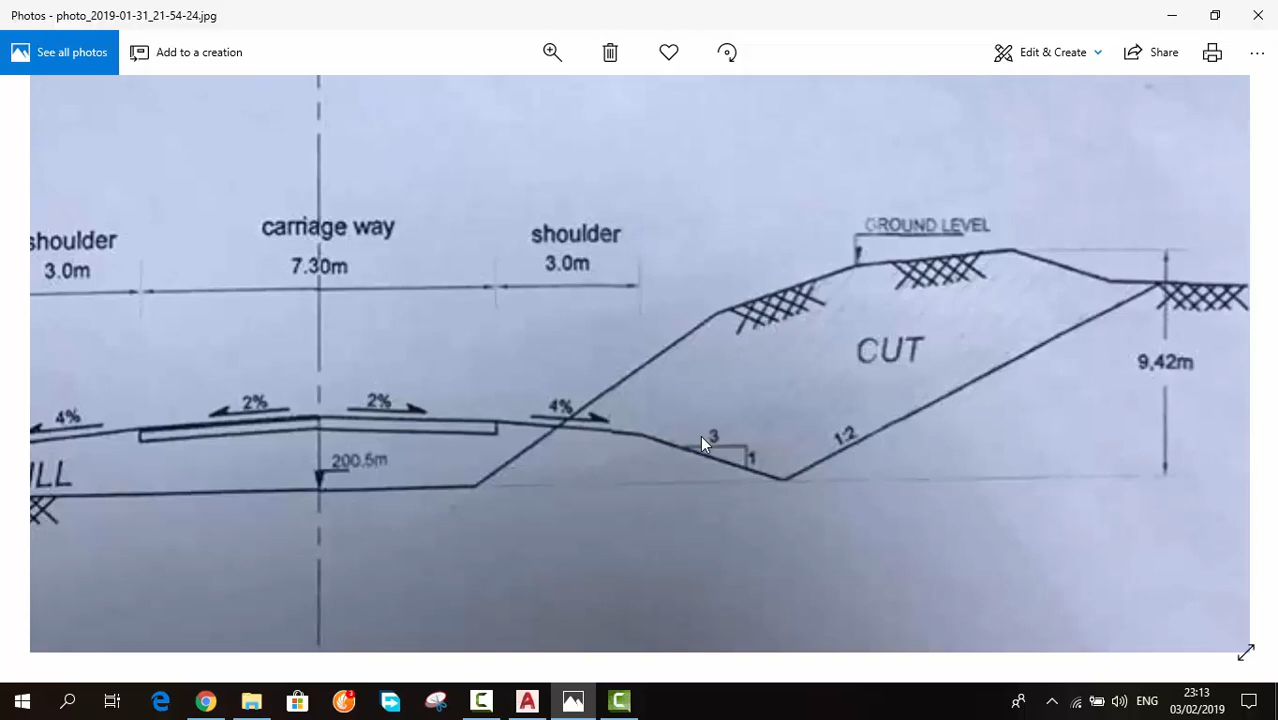 Photos - photo_2019-01-31_21-54-24.jpg
See all photos
Add to a creation
Edit & Create
Share
GROUND LEVEL
carriage way
shoulder
shoulder
7.30m
3.0m
3.0m
CUT
9,42m
4%
2%
2%
4%
3
1
1:2
200.5m
ILL
ENG
23:13
03/02/2019